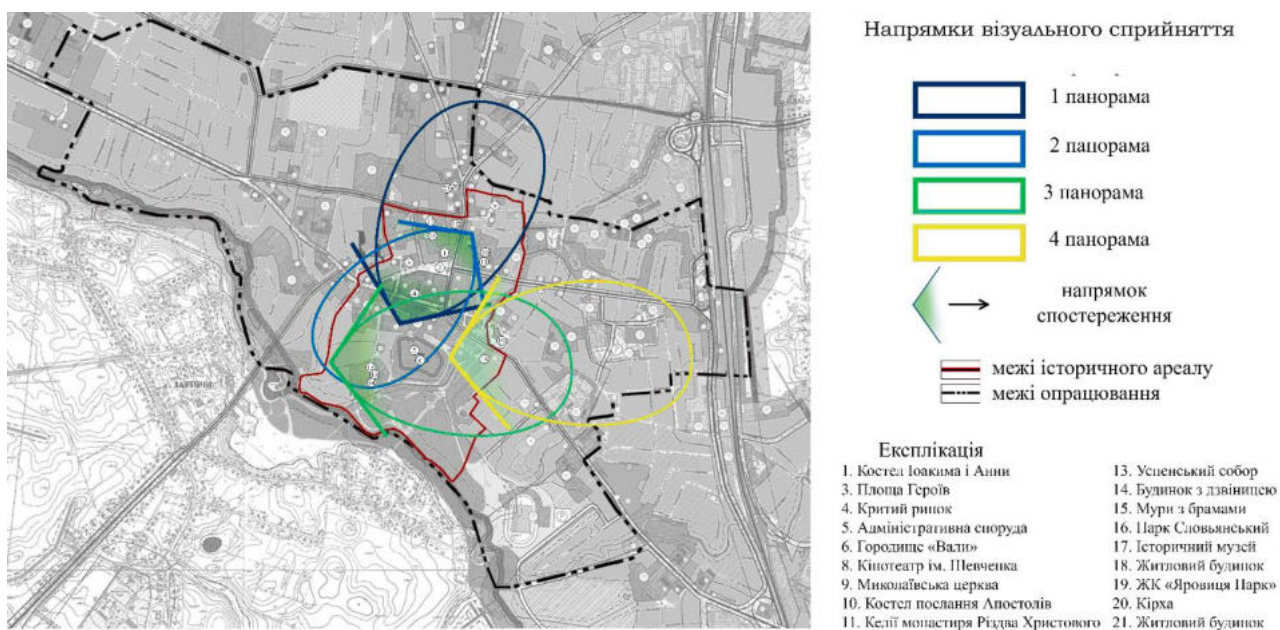 Напрямки візуального сприйняття
1 панорама
2 панорама
3 панорама
4 панорама
напрямок
спостереження
межі історичного ареалу
межі опрацювання
Експлікація
1. Костел Іоакима і Анни
3. Площа Героїв
4. Критий ринок
5. Адміністративна споруда
6. Городище «Вали»
8. Кінотеатр ім. Шевченка
9. Миколаївська церква
10. Костел послання Апостолів
11. Келії монастиря Різдва Христового
13. Успенський собор
14. Будинок з дзвіницею
15. Мури з брамами
16. Парк Словьянський
17. Історичний музей
18. Житловий будинок
19. ЖК «Яровиця Парк»
20. Кірха
21. Житловий будинок